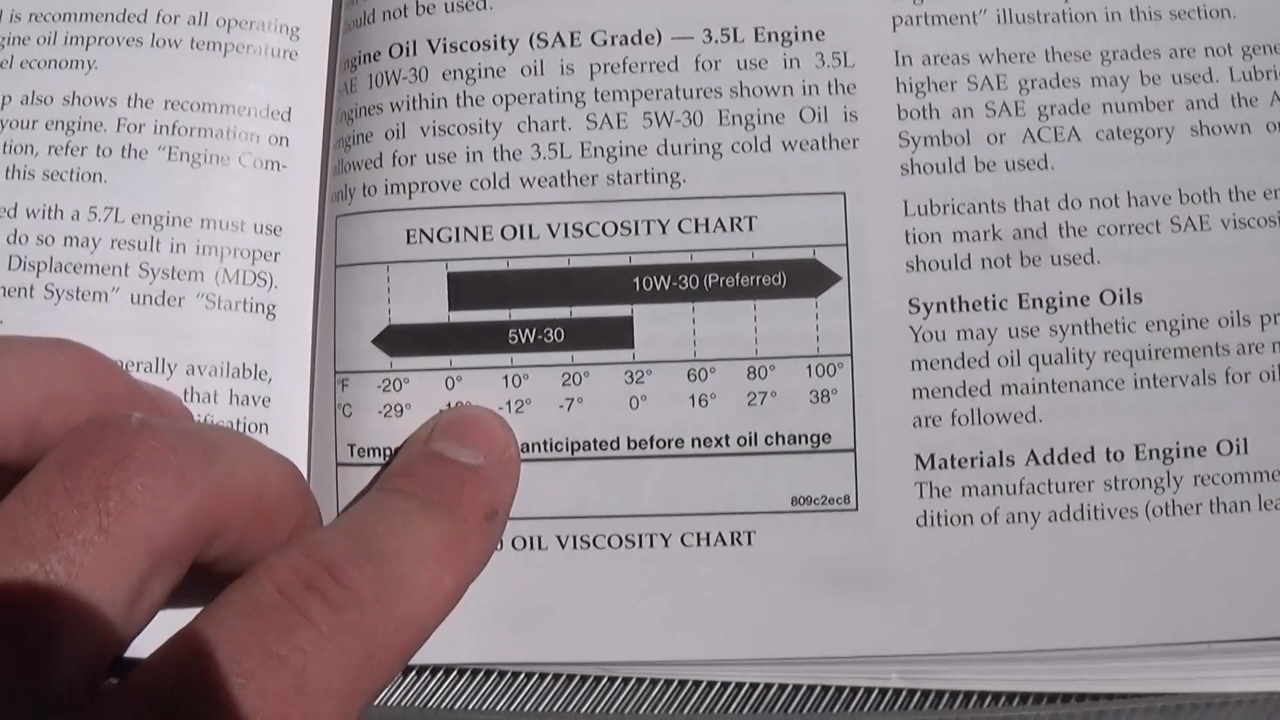 is recommended for all operating
gine oil improves low temperature
el economy.
p also shows the recommended
your engine. For information on
tion, refer to the "Engine Com-
this section.
ed with a 5.7L engine must use
do so may result in improper
Displacement System (MDS).
ment System" under "Starting
nerally available,
that have
ification
ould not be used.
ngine Oil Viscosity (SAE Grade) — 3.5L Engine
AE 10W-30 engine oil is preferred for use in 3.5L
ngines within the operating temperatures shown in the
ngine oil viscosity chart. SAE 5W-30 Engine Oil is
allowed for use in the 3.5L Engine during cold weather
only to improve cold weather starting.
ENGINE OIL VISCOSITY CHART
10W-30 (Preferred)
5W-30
°F -20° 0° 10° 20° 32° 60° 80° 100°
°C -29° -12° -7° 0° 16° 27° 38°
Temp anticipated before next oil change
809c2ec8
OIL VISCOSITY CHART
partment" illustration in this section.
In areas where these grades are not gene
higher SAE grades may be used. Lubri
both an SAE grade number and the A
Symbol or ACEA category shown on
should be used.
Lubricants that do not have both the en
tion mark and the correct SAE viscosi
should not be used.
Synthetic Engine Oils
You may use synthetic engine oils pr
mended oil quality requirements are m
mended maintenance intervals for oil
are followed.
Materials Added to Engine Oil
The manufacturer strongly recomme
dition of any additives (other than lea